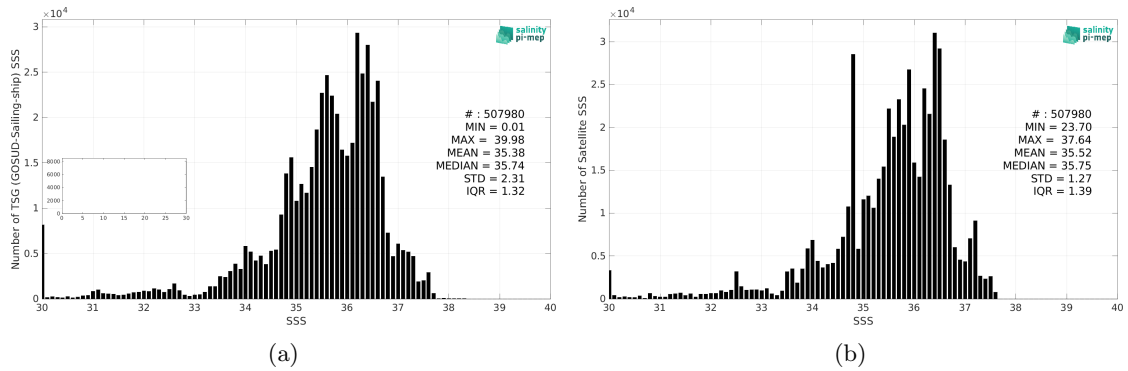 ×10⁴
3
2.5
2
1.5
1
0.5
0
Number of TSG (GOSUD-Sailing-ship) SSS
salinity
pi-mep
# : 507980
MIN = 0.01
MAX = 39.98
MEAN = 35.38
MEDIAN = 35.74
STD = 2.31
IQR = 1.32
8000
6000
4000
2000
0
0 5 10 15 20 25 30
30 31 32 33 34 35 36 37 38 39 40
SSS
(a)
×10⁴
3
2.5
2
1.5
1
0.5
0
Number of Satellite SSS
salinity
pi-mep
# : 507980
MIN = 23.70
MAX = 37.64
MEAN = 35.52
MEDIAN = 35.75
STD = 1.27
IQR = 1.39
30 31 32 33 34 35 36 37 38 39 40
SSS
(b)